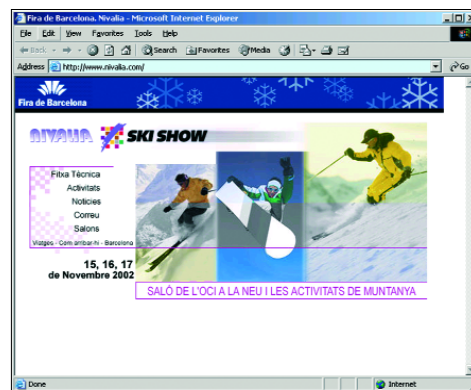 Fira de Barcelona. Nivalia - Microsoft Internet Explorer
File Edit View Favorites Tools Help
Back Search Favorites Media
Address http://www.nivalia.com/ Go
Fira de Barcelona
NIVALIA SKI SHOW
Fitxa Tècnica
Activitats
Noticies
Correu
Salons
Viatges - Com arribar-hi - Barcelona
15, 16, 17
de Novembre 2002
SALÓ DE L'OCI A LA NEU I LES ACTIVITATS DE MUNTANYA
Done Internet